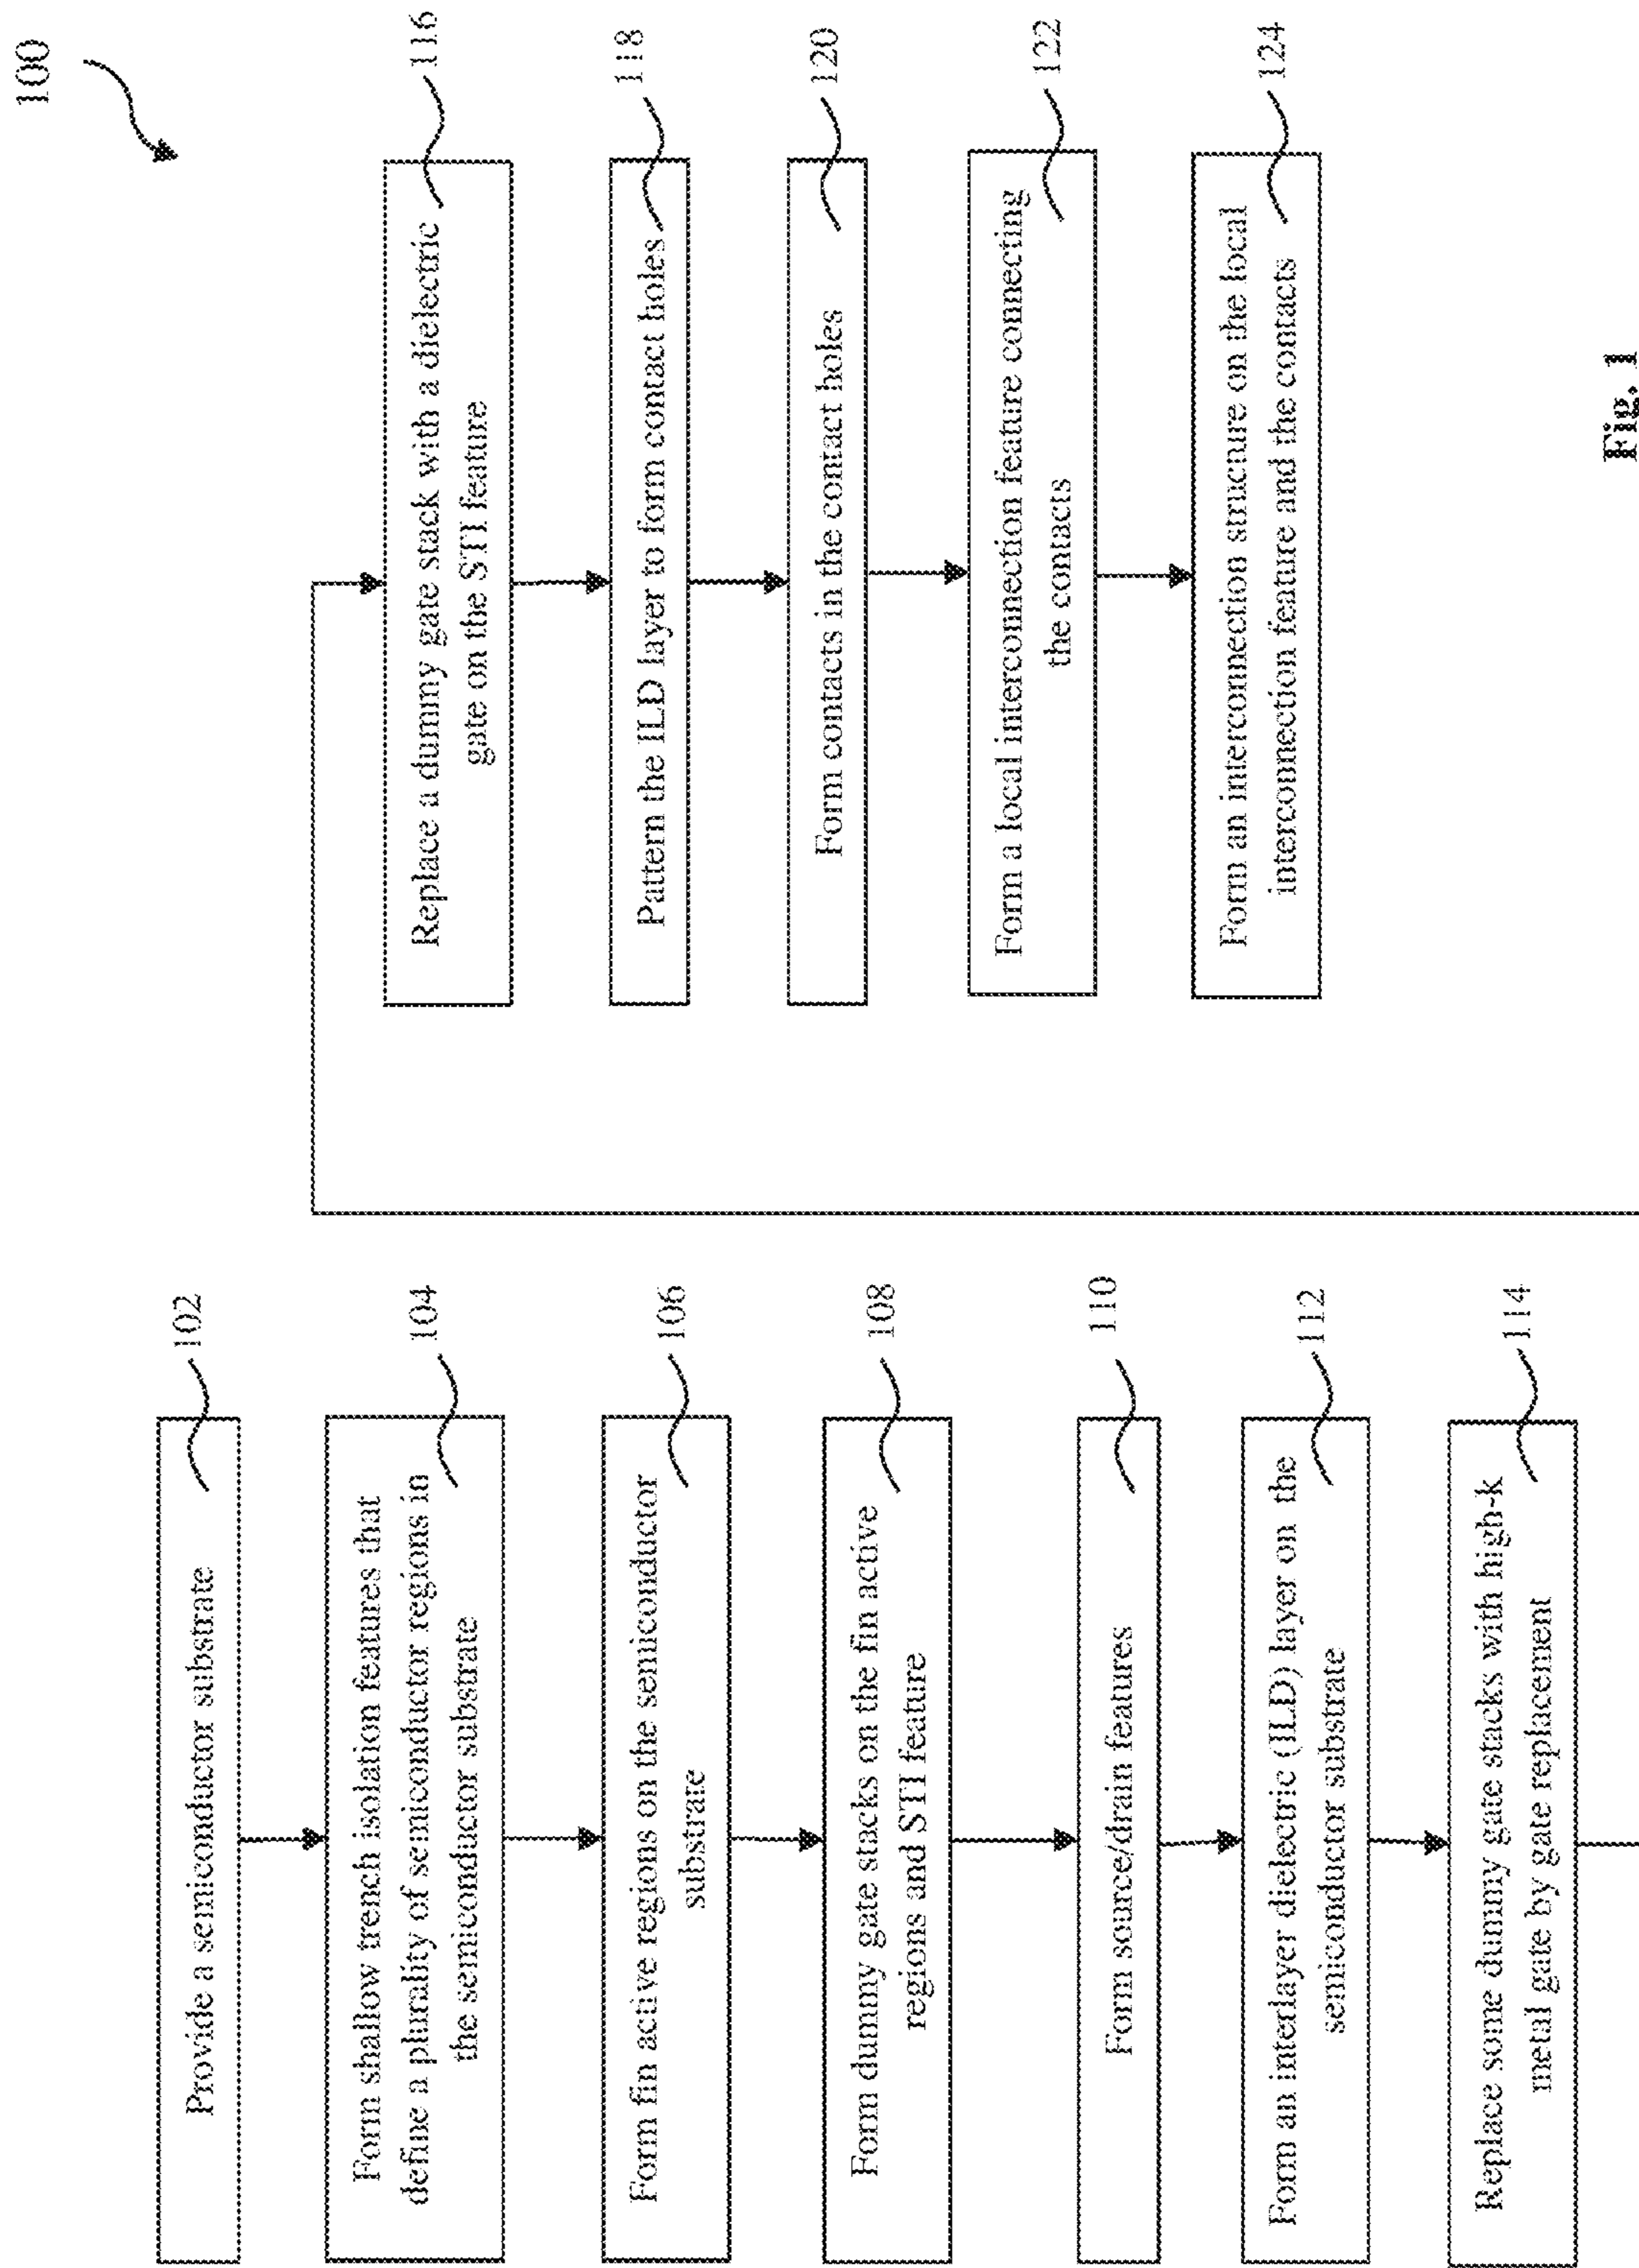 100
Provide a semiconductor substrate
102
Form shallow trench isolation features that
define a plurality of semiconductor regions in
the semiconductor substrate
104
Form fin active regions on the semiconductor
substrate
106
Form dummy gate stacks on the fin active
regions and STI feature
108
Form source/drain features
110
Form an interlayer dielectric (ILD) layer on the
semiconductor substrate
112
Replace some dummy gate stacks with high-k
metal gate by gate replacement
114
Replace a dummy gate stack with a dielectric
gate on the STI feature
116
Pattern the ILD layer to form contact holes
118
Form contacts in the contact holes
120
Form a local interconnection feature connecting
the contacts
122
Form an interconnection structure on the local
interconnection feature and the contacts
124
Fig. 1